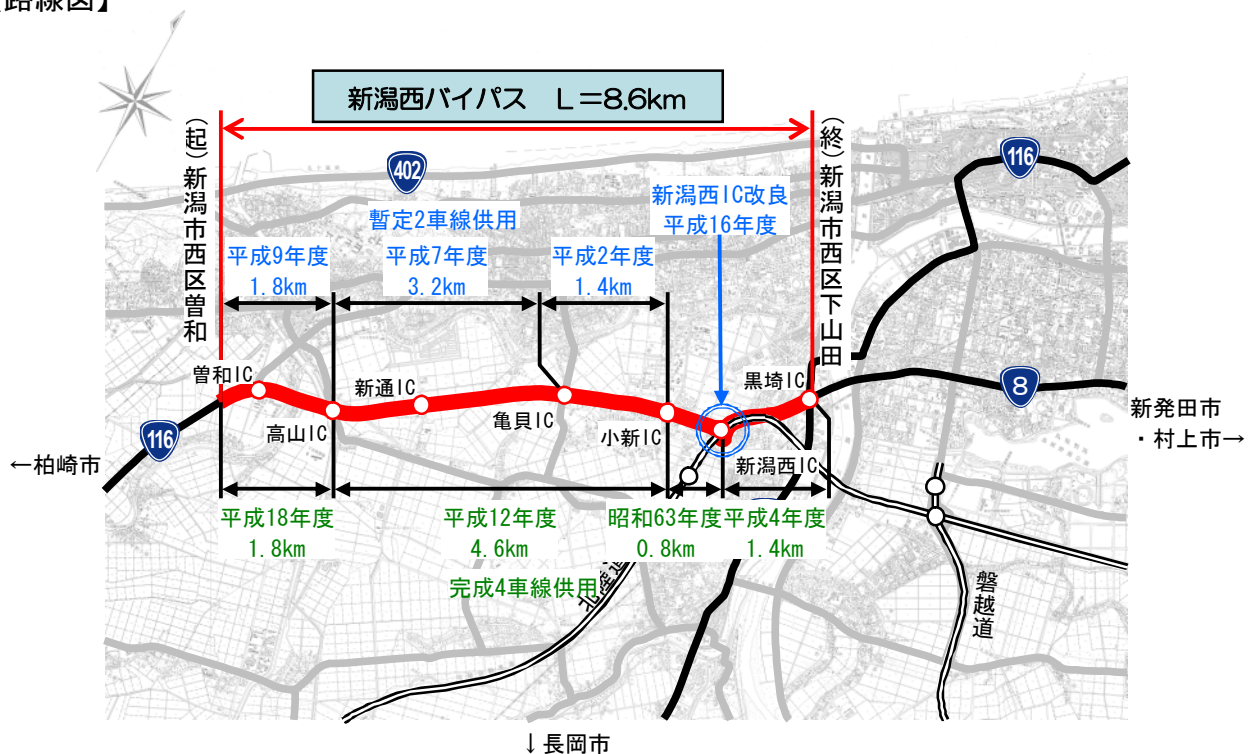 路線図】
新潟西バイパス L=8.6km
(起)新潟市西区曽和
(終)新潟市西区下山田
402
116
新潟西IC改良
平成16年度
暫定2車線供用
平成9年度
1.8km
平成7年度
3.2km
平成2年度
1.4km
曽和IC
新通IC
黒埼IC
8
高山IC
亀貝IC
小新IC
新潟西IC
新発田市
・村上市→
116
←柏崎市
平成18年度
1.8km
平成12年度
4.6km
昭和63年度
0.8km
平成4年度
1.4km
完成4車線供用
磐越道
↓長岡市